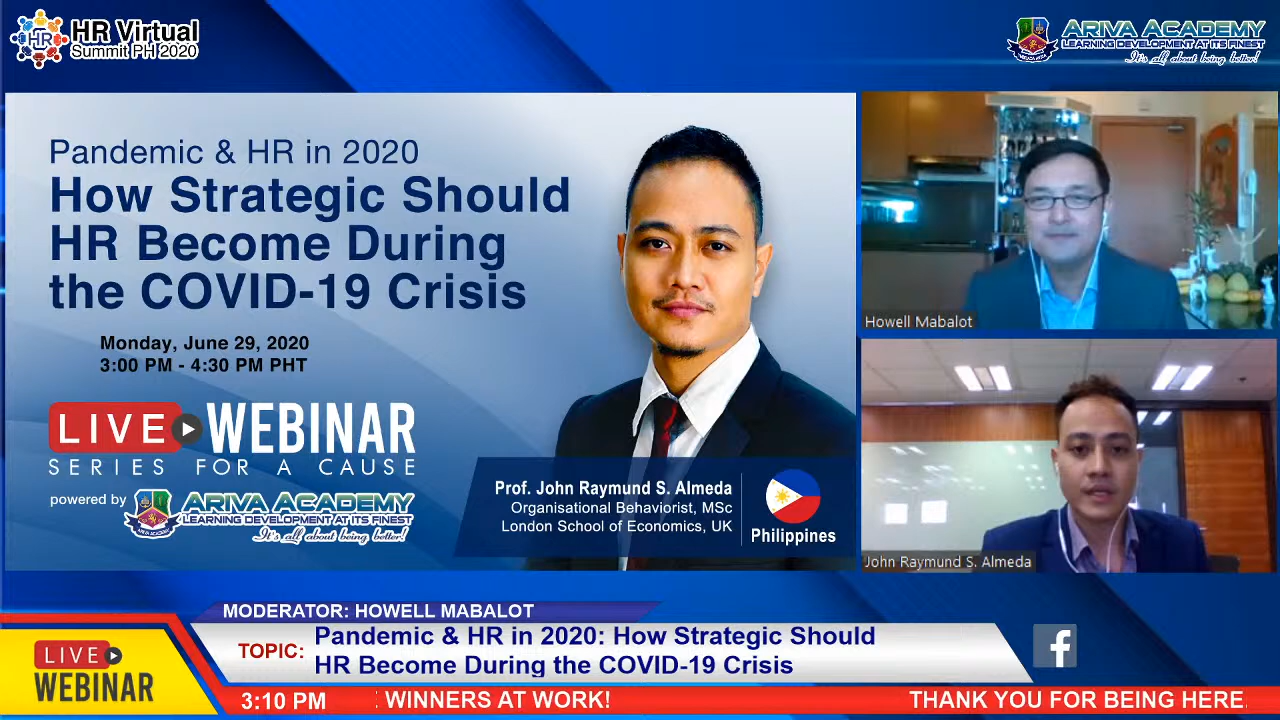 HR Virtual
Summit PH 2020
HR
ARIVA ACADEMY
LEARNING DEVELOPMENT AT ITS FINEST
It's all about being better!
Pandemic & HR in 2020
How Strategic Should
HR Become During
the COVID-19 Crisis
Monday, June 29, 2020
3:00 PM - 4:30 PM PHT
LIVE WEBINAR
SERIES FOR A CAUSE
powered by ARIVA ACADEMY
LEARNING DEVELOPMENT AT ITS FINEST
It's all about being better!
Prof. John Raymund S. Almeda
Organisational Behaviorist, MSc
London School of Economics, UK
Philippines
Howell Mabalot
John Raymund S. Almeda
MODERATOR: HOWELL MABALOT
TOPIC: Pandemic & HR in 2020: How Strategic Should
HR Become During the COVID-19 Crisis
LIVE
WEBINAR
3:10 PM : WINNERS AT WORK! THANK YOU FOR BEING HERE